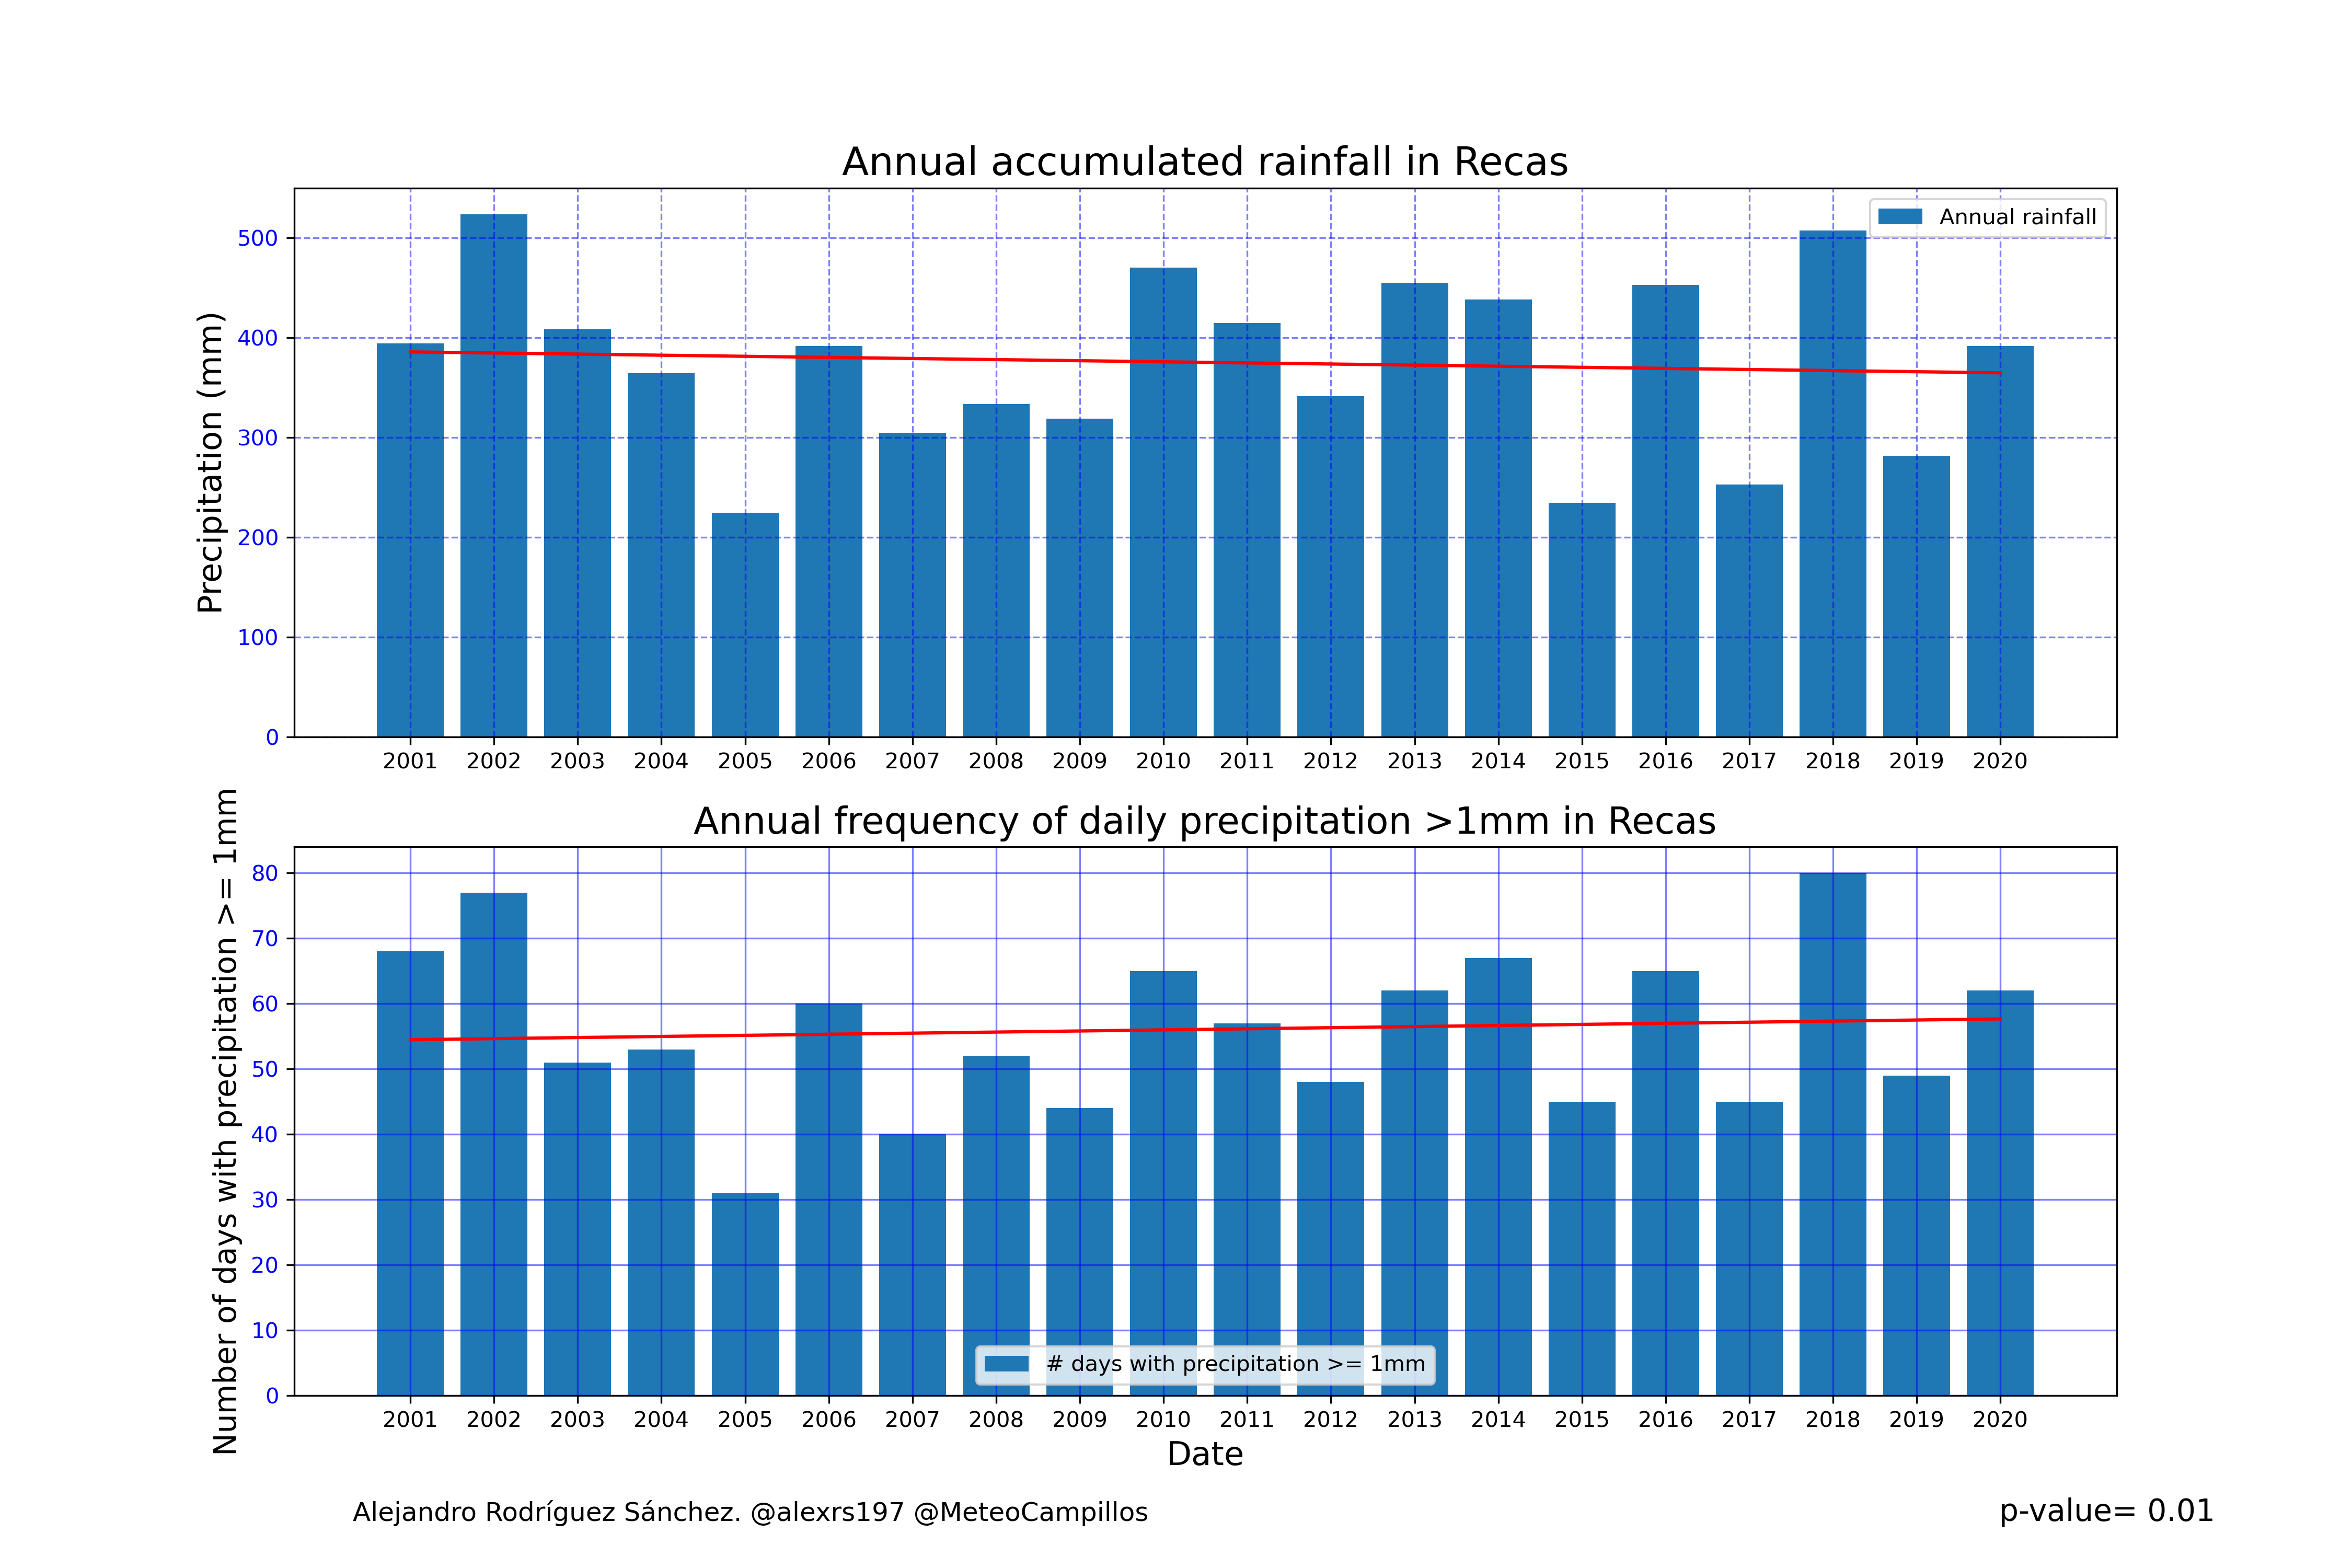 Annual accumulated rainfall in Recas
Annual rainfall
Precipitation (mm)
500
400
300
200
100
0
2001 2002 2003 2004 2005 2006 2007 2008 2009 2010 2011 2012 2013 2014 2015 2016 2017 2018 2019 2020
Annual frequency of daily precipitation >1mm in Recas
Number of days with precipitation >= 1mm
80
70
60
50
40
30
20
10
0
# days with precipitation >= 1mm
2001 2002 2003 2004 2005 2006 2007 2008 2009 2010 2011 2012 2013 2014 2015 2016 2017 2018 2019 2020
Date
Alejandro Rodríguez Sánchez. @alexrs197 @MeteoCampillos
p-value= 0.01